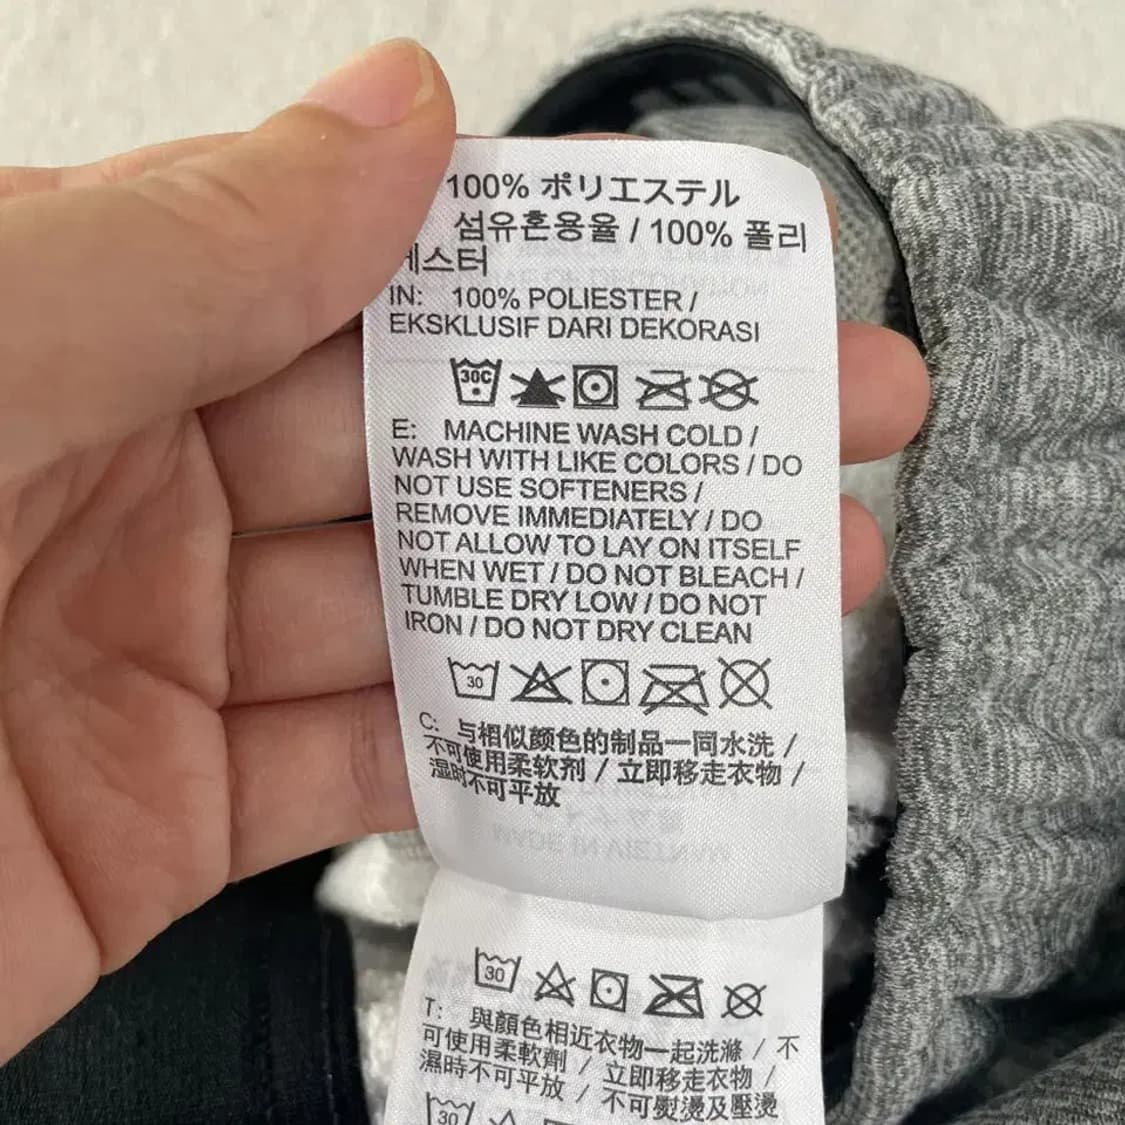 100% ポリエステル
섬유혼용율 / 100% 폴리
에스터
IN: 100% POLIESTER /
EKSKLUSIF DARI DEKORASI
30C
E: MACHINE WASH COLD /
WASH WITH LIKE COLORS / DO
NOT USE SOFTENERS /
REMOVE IMMEDIATELY / DO
NOT ALLOW TO LAY ON ITSELF
WHEN WET / DO NOT BLEACH /
TUMBLE DRY LOW / DO NOT
IRON / DO NOT DRY CLEAN
30
C: 与相似颜色的制品一同水洗 /
不可使用柔软剂 / 立即移走衣物 /
湿时不可平放
MADE IN VIETNAM
30
T: 與顏色相近衣物一起洗滌 / 不
可使用柔軟劑 / 立即移走衣物 /
濕時不可平放 / 不可熨燙及壓燙
30